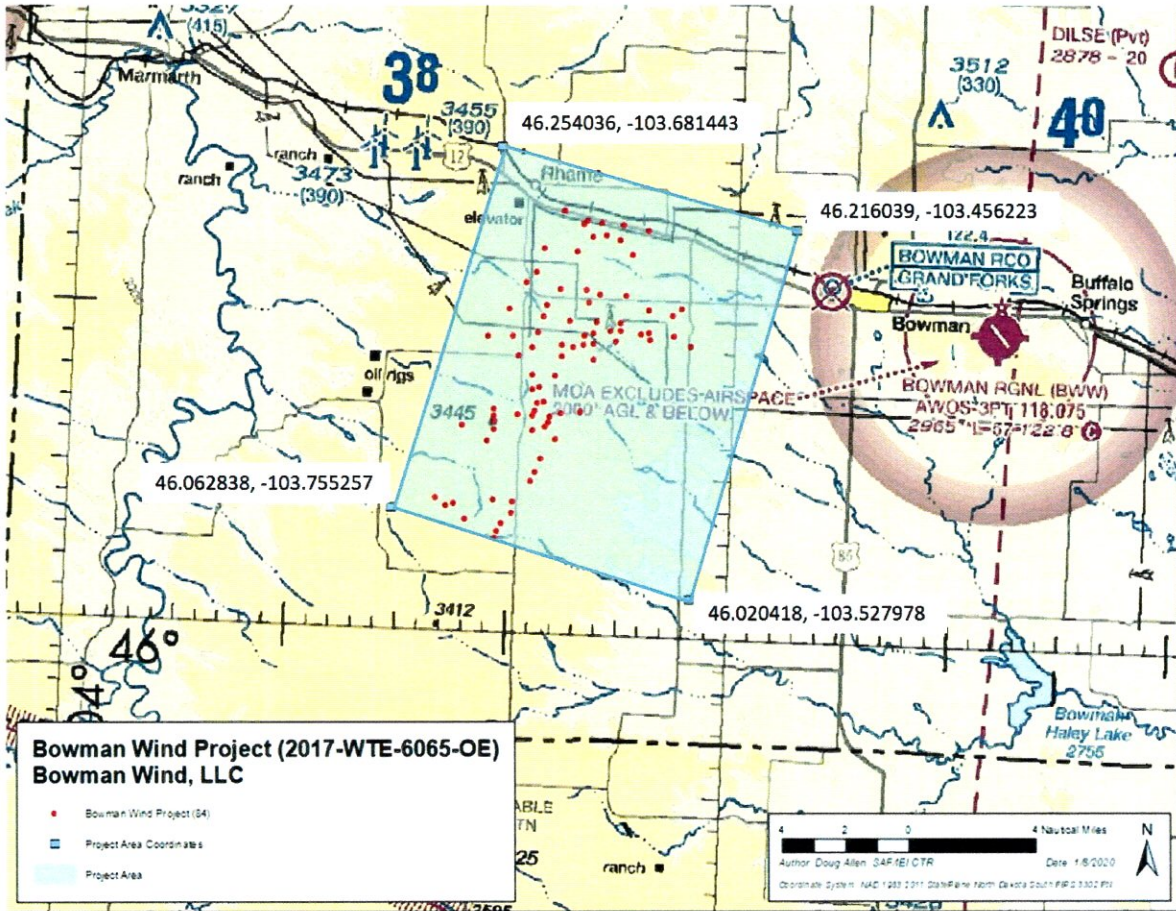 (415)
Marmarth
38
3455
(390)
12
ranch
ranch
3473
(390)
46.254036, -103.681443
Rhame
elevator
DILSE (Pvt)
2878 - 20
3512
(330)
40
46.216039, -103.456223
122.4
BOWMAN RCO
GRAND FORKS
Buffalo
Springs
Bowman
oil rigs
MOA EXCLUDES AIRSPACE
2000' AGL & BELOW
BOWMAN RGNL (BWW)
AWOS-3PT 118.075
C
3445
46.062838, -103.755257
85
46.020418, -103.527978
3412
46°
Bowman
Haley Lake
2755
Bowman Wind Project (2017-WTE-6065-OE)
Bowman Wind, LLC
Bowman Wind Project (84)
Project Area Coordinates
Project Area
ABLE
TN
25
ranch
4 2 0 4 Nautical Miles
N
Author: Doug Allen SAF/IEI CTR
Date: 1/8/2020